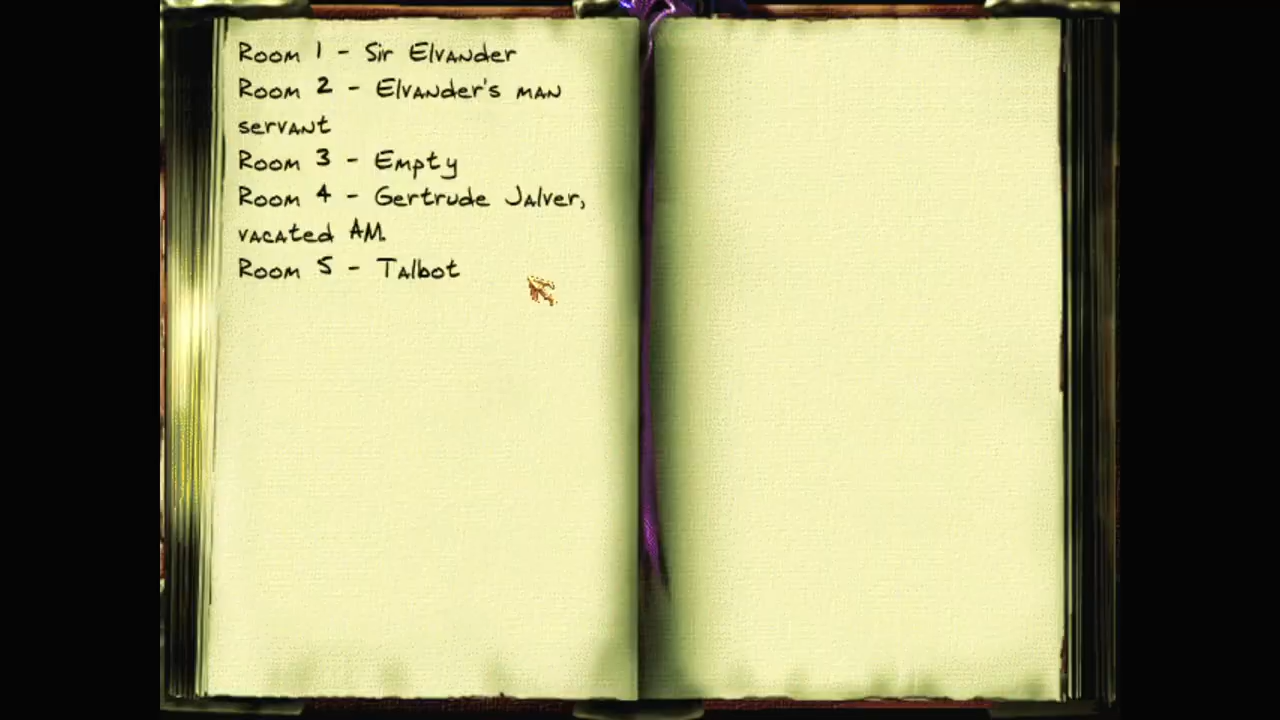 Room 1 - Sir Elvander
Room 2 - Elvander's man
servant
Room 3 - Empty
Room 4 - Gertrude Jalver,
vacated AM.
Room 5 - Talbot